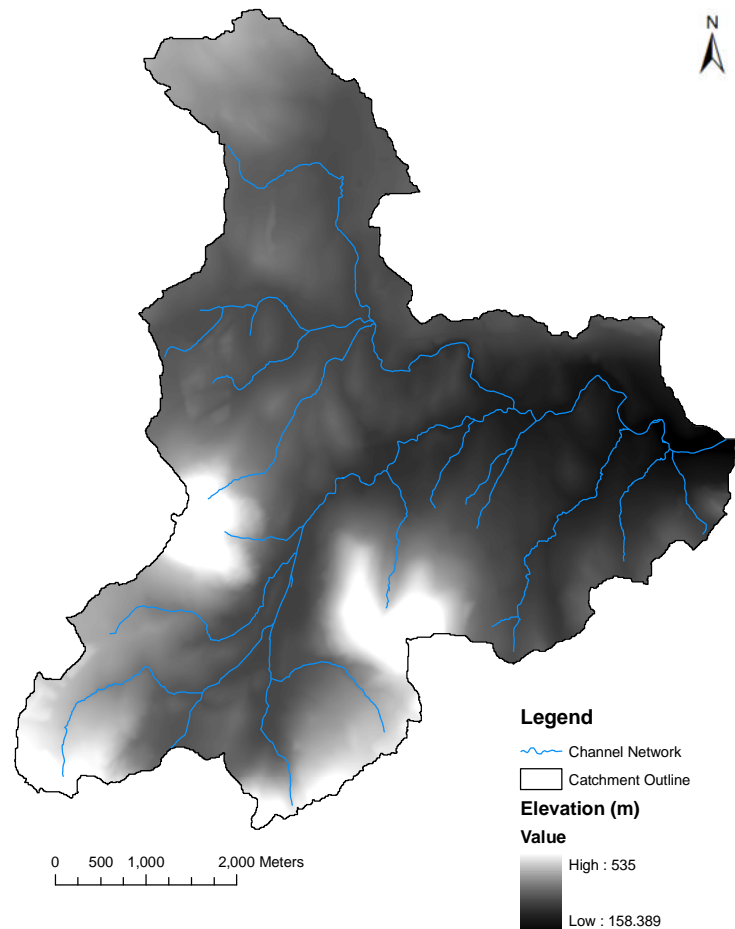 N
Legend
Channel Network
Catchment Outline
Elevation (m)
Value
High : 535
Low : 158.389
0 500 1,000 2,000 Meters